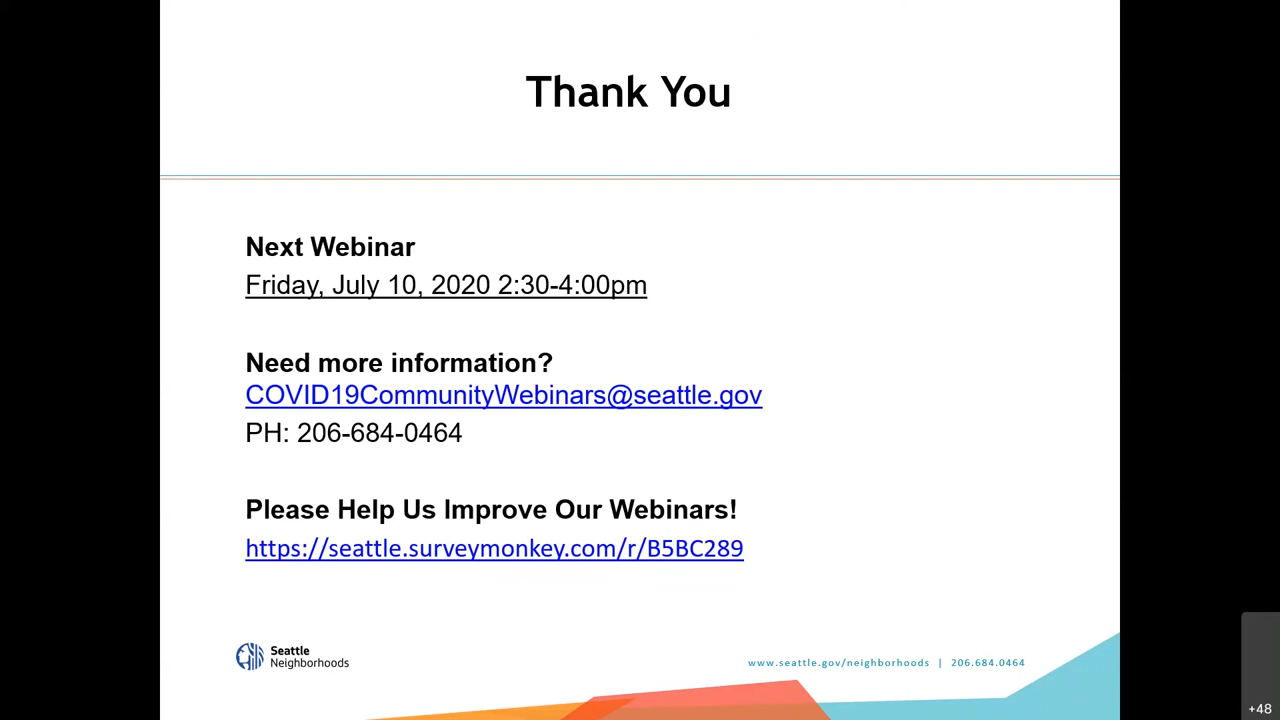 Thank You
Next Webinar
Friday, July 10, 2020 2:30-4:00pm
Need more information?
COVID19CommunityWebinars@seattle.gov
PH: 206-684-0464
Please Help Us Improve Our Webinars!
https://seattle.surveymonkey.com/r/B5BC289
Seattle
Neighborhoods
www.seattle.gov/neighborhoods | 206.684.0464
+48